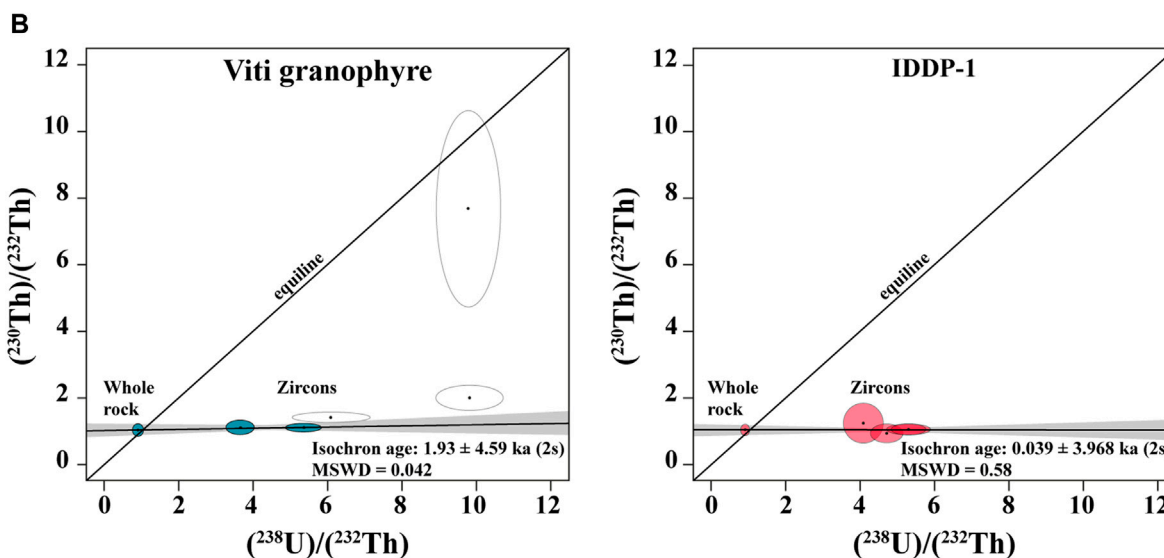 B
Viti granophyre
12
10
8
6
4
2
0
(²³⁰Th)/(²³²Th)
equiline
Whole
rock
Zircons
Isochron age: 1.93 ± 4.59 ka (2s)
MSWD = 0.042
0 2 4 6 8 10 12
(²³⁸U)/(²³²Th)
IDDP-1
12
10
8
6
4
2
0
(²³⁰Th)/(²³²Th)
equiline
Whole
rock
Zircons
Isochron age: 0.039 ± 3.968 ka (2s
MSWD = 0.58
0 2 4 6 8 10 12
(²³⁸U)/(²³²Th)